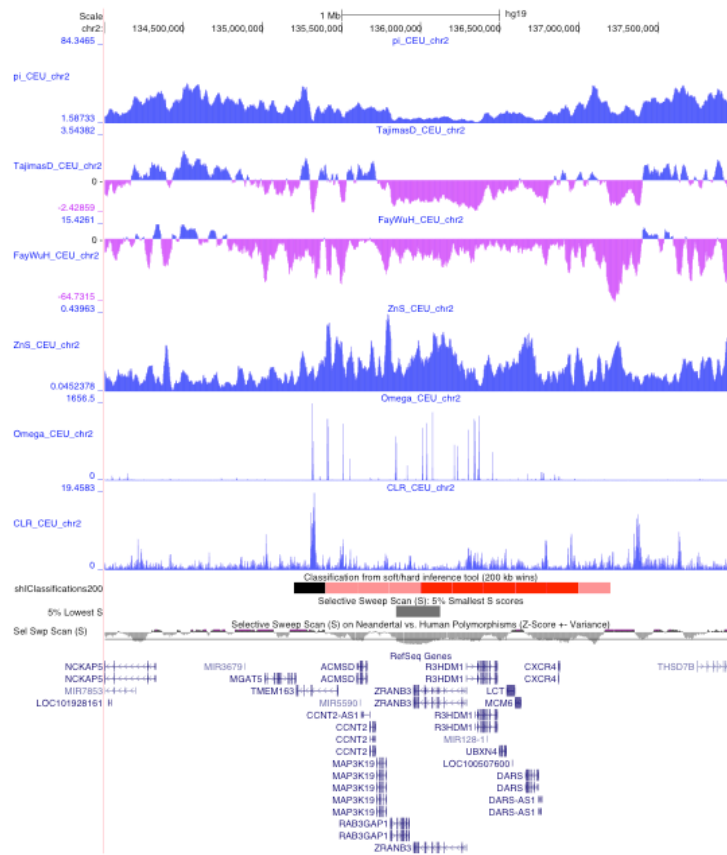 Scale 1 Mb hg19
chr2: 134,500,000 135,000,000 135,500,000 136,000,000 136,500,000 137,000,000 137,500,000
84.3465 pi_CEU_chr2
pi_CEU_chr2
1.58733
3.54382 TajimasD_CEU_chr2
TajimasD_CEU_chr2
0
-2.42859
15.4261 FayWuH_CEU_chr2
0
FayWuH_CEU_chr2
-64.7315
0.43963 ZnS_CEU_chr2
ZnS_CEU_chr2
0.0452378
1656.5 Omega_CEU_chr2
Omega_CEU_chr2
0
19.4583 CLR_CEU_chr2
CLR_CEU_chr2
0
Classification from soft/hard inference tool (200 kb wins)
shIClassifications200
Selective Sweep Scan (S): 5% Smallest S scores
5% Lowest S
Selective Sweep Scan (S) on Neandertal vs. Human Polymorphisms (Z-Score +- Variance)
Sel Swp Scan (S)
RefSeq Genes
NCKAP5 MIR3679 ACMSD R3HDM1 CXCR4 THSD7B
NCKAP5 MGAT5 ACMSD R3HDM1 CXCR4
MIR7853 TMEM163 ZRANB3 LCT
LOC101928161 MIR5590 ZRANB3 MCM6
CCNT2-AS1 R3HDM1
CCNT2 R3HDM1
CCNT2 MIR128-1
CCNT2 UBXN4
MAP3K19 LOC100507600
MAP3K19 DARS
MAP3K19 DARS
MAP3K19 DARS-AS1
MAP3K19 DARS-AS1
RAB3GAP1
RAB3GAP1
ZRANB3